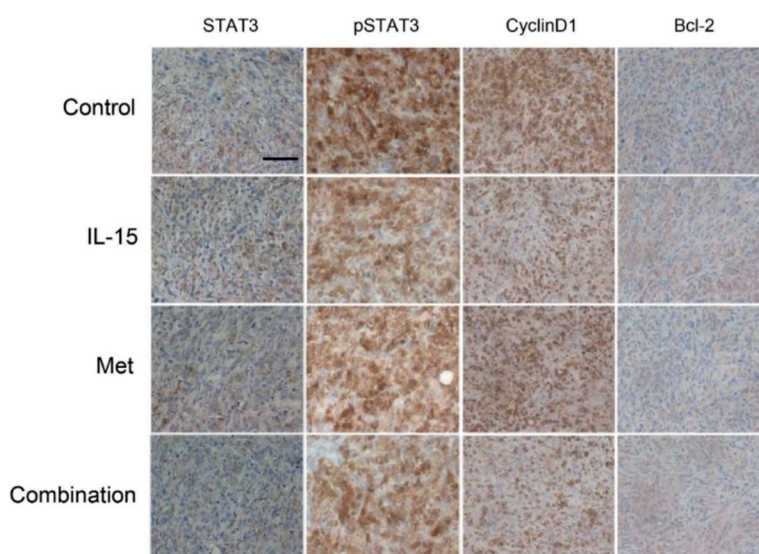 STAT3 pSTAT3 CyclinD1 Bcl-2
Control
IL-15
Met
Combination